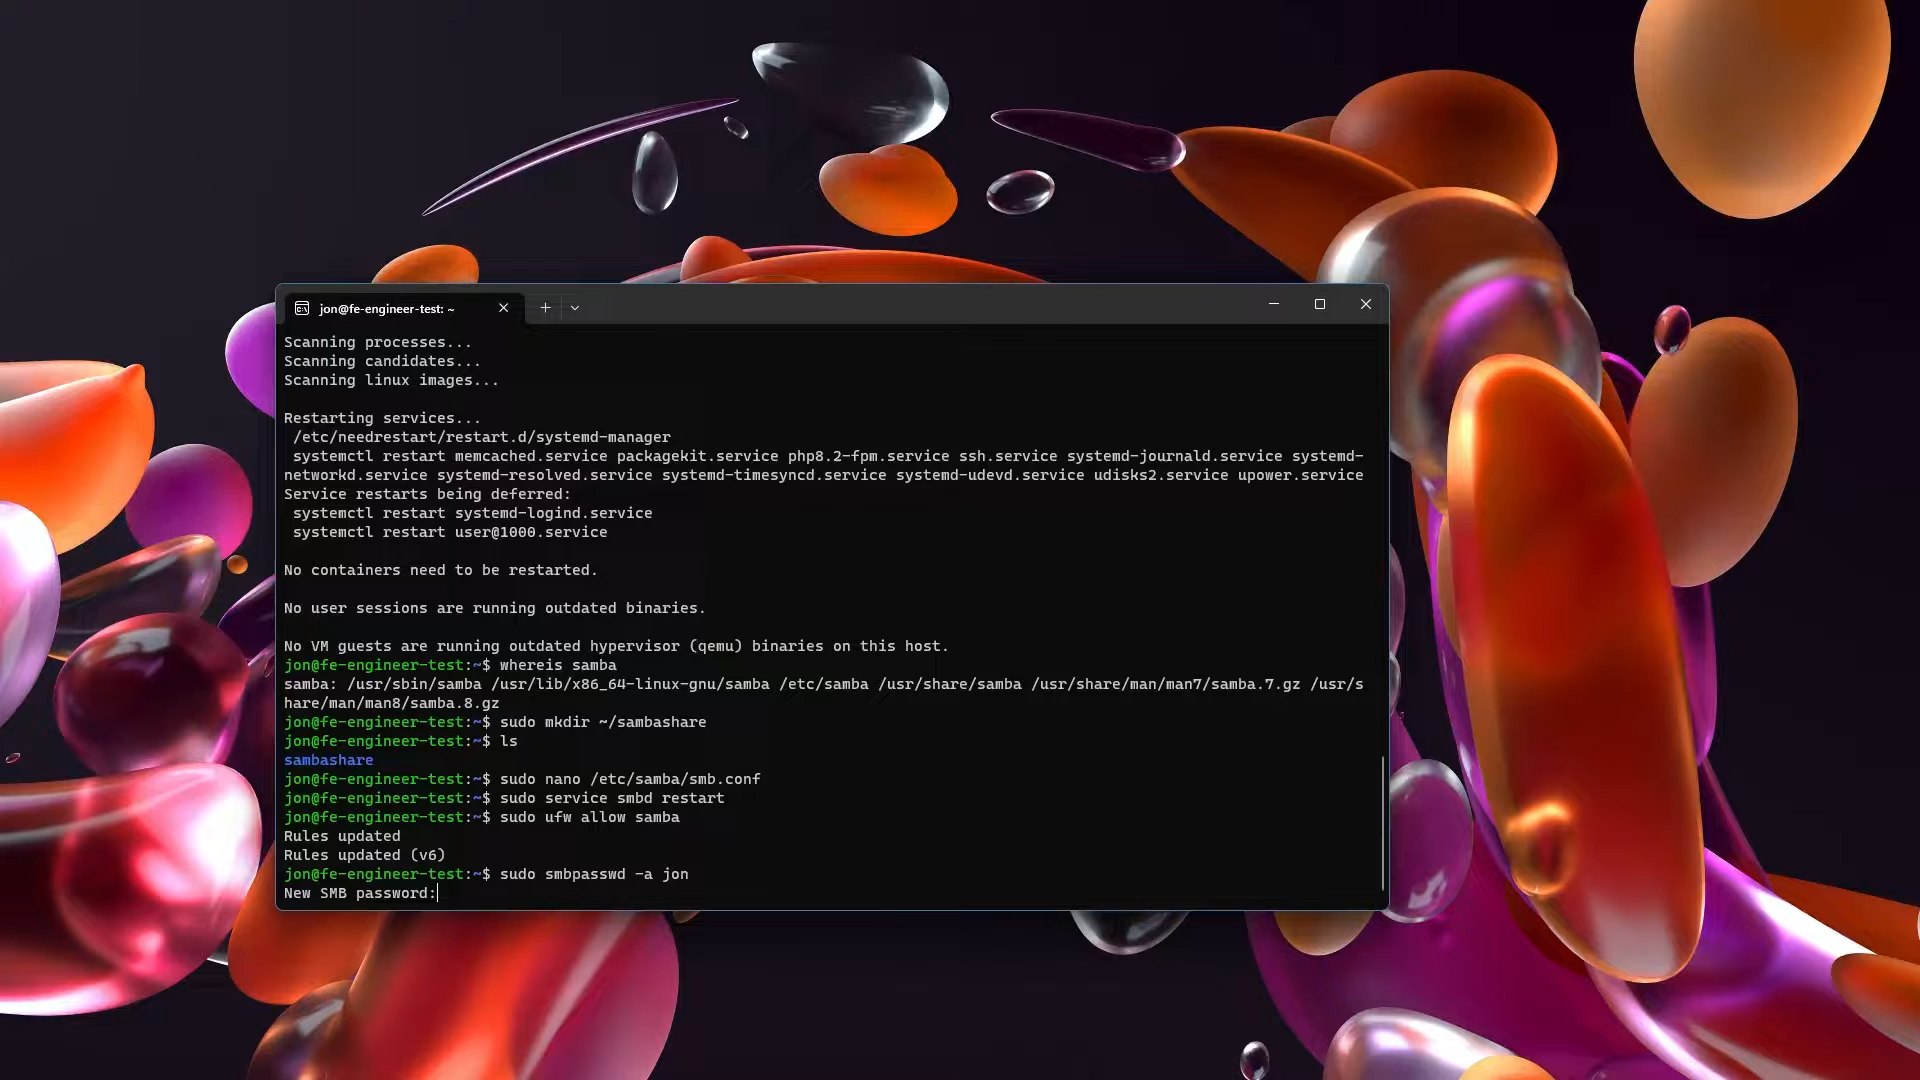 jon@fe-engineer-test: ~
Scanning processes...
Scanning candidates...
Scanning linux images...
Restarting services...
/etc/needrestart/restart.d/systemd-manager
systemctl restart memcached.service packagekit.service php8.2-fpm.service ssh.service systemd-journald.service systemd-
networkd.service systemd-resolved.service systemd-timesyncd.service systemd-udevd.service udisks2.service upower.service
Service restarts being deferred:
systemctl restart systemd-logind.service
systemctl restart user@1000.service
No containers need to be restarted.
No user sessions are running outdated binaries.
No VM guests are running outdated hypervisor (qemu) binaries on this host.
jon@fe-engineer-test:~$ whereis samba
samba: /usr/sbin/samba /usr/lib/x86_64-linux-gnu/samba /etc/samba /usr/share/samba /usr/share/man/man7/samba.7.gz /usr/s
hare/man/man8/samba.8.gz
jon@fe-engineer-test:~$ sudo mkdir ~/sambashare
jon@fe-engineer-test:~$ ls
sambashare
jon@fe-engineer-test:~$ sudo nano /etc/samba/smb.conf
jon@fe-engineer-test:~$ sudo service smbd restart
jon@fe-engineer-test:~$ sudo ufw allow samba
Rules updated
Rules updated (v6)
jon@fe-engineer-test:~$ sudo smbpasswd -a jon
New SMB password: